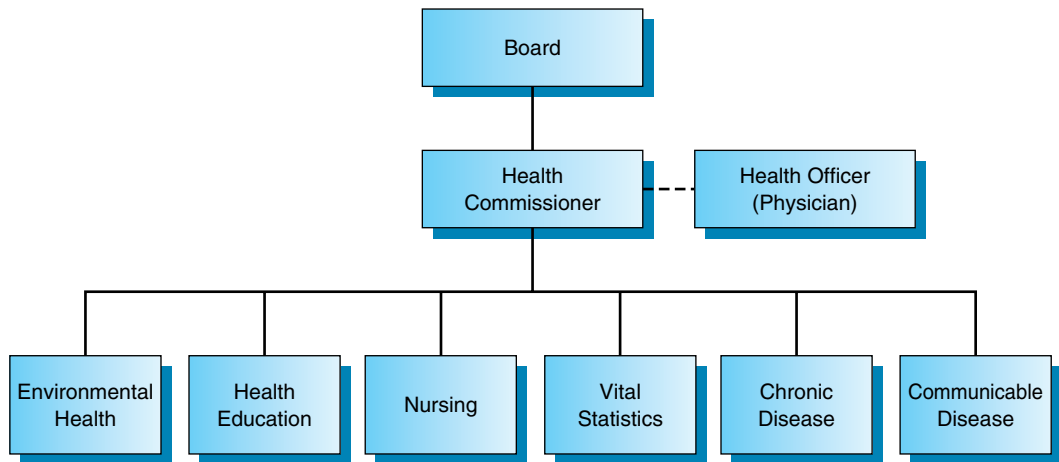 Board
Health
Commissioner
Health Officer
(Physician)
Environmental
Health
Health
Education
Nursing
Vital
Statistics
Chronic
Disease
Communicable
Disease